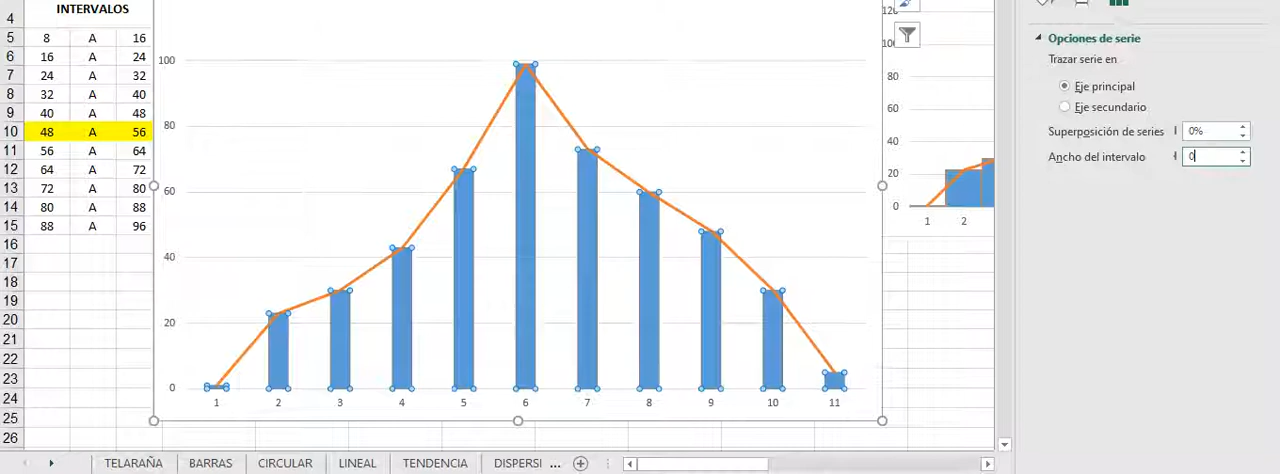 INTERVALOS
4
5 8 A 16
6 16 A 24
7 24 A 32
8 32 A 40
9 40 A 48
10 48 A 56
11 56 A 64
12 64 A 72
13 72 A 80
14 80 A 88
15 88 A 96
16
17
18
19
20
21
22
23
24
25
26
100
80
60
40
20
0
1 2 3 4 5 6 7 8 9 10 11
120
80
60
40
20
0
1 2
Opciones de serie
Trazar serie en
Eje principal
Eje secundario
Superposición de series 0%
Ancho del intervalo 0
TELARAÑA BARRAS CIRCULAR LINEAL TENDENCIA DISPERSI ...